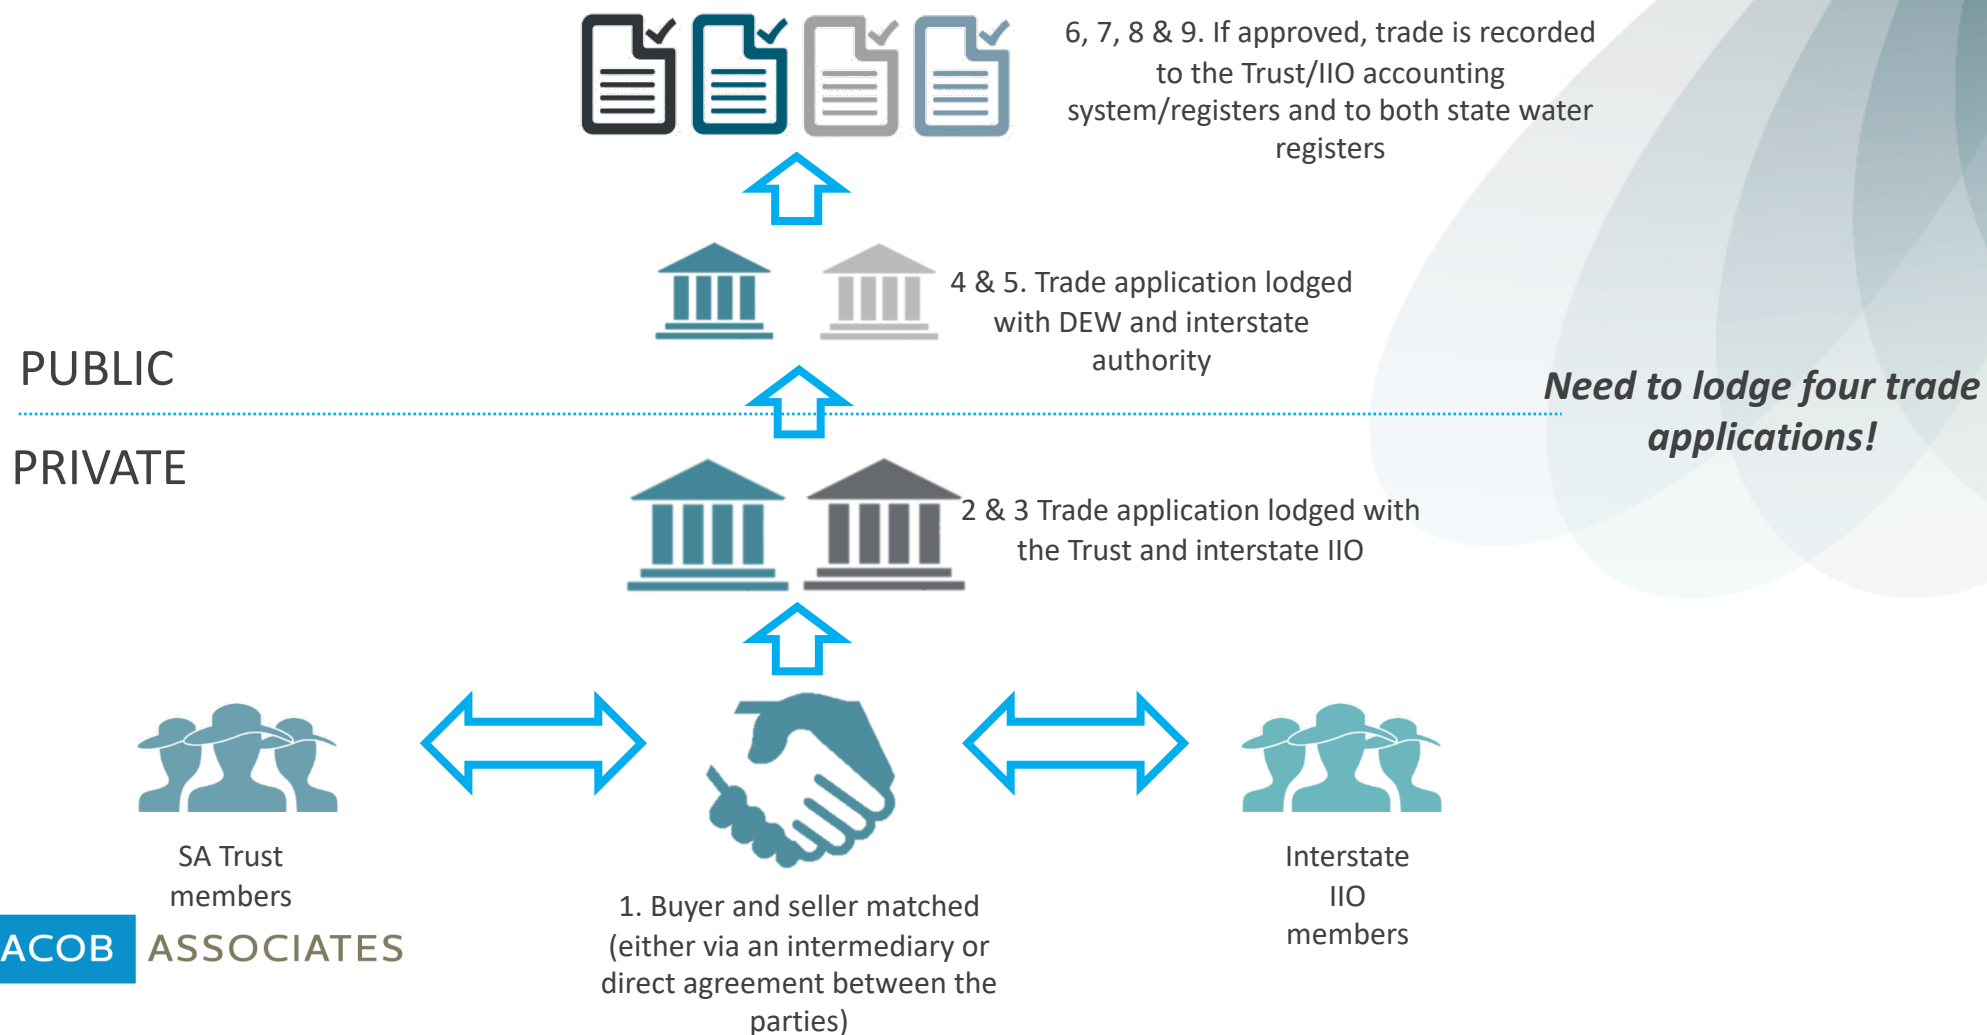 6, 7, 8 & 9. If approved, trade is recorded
to the Trust/IIO accounting
system/registers and to both state water
registers
4 & 5. Trade application lodged
with DEW and interstate
authority
PUBLIC
Need to lodge four trade
applications!
PRIVATE
2 & 3 Trade application lodged with
the Trust and interstate IIO
SA Trust
members
1. Buyer and seller matched
(either via an intermediary or
direct agreement between the
parties)
Interstate
IIO
members
ACOB ASSOCIATES